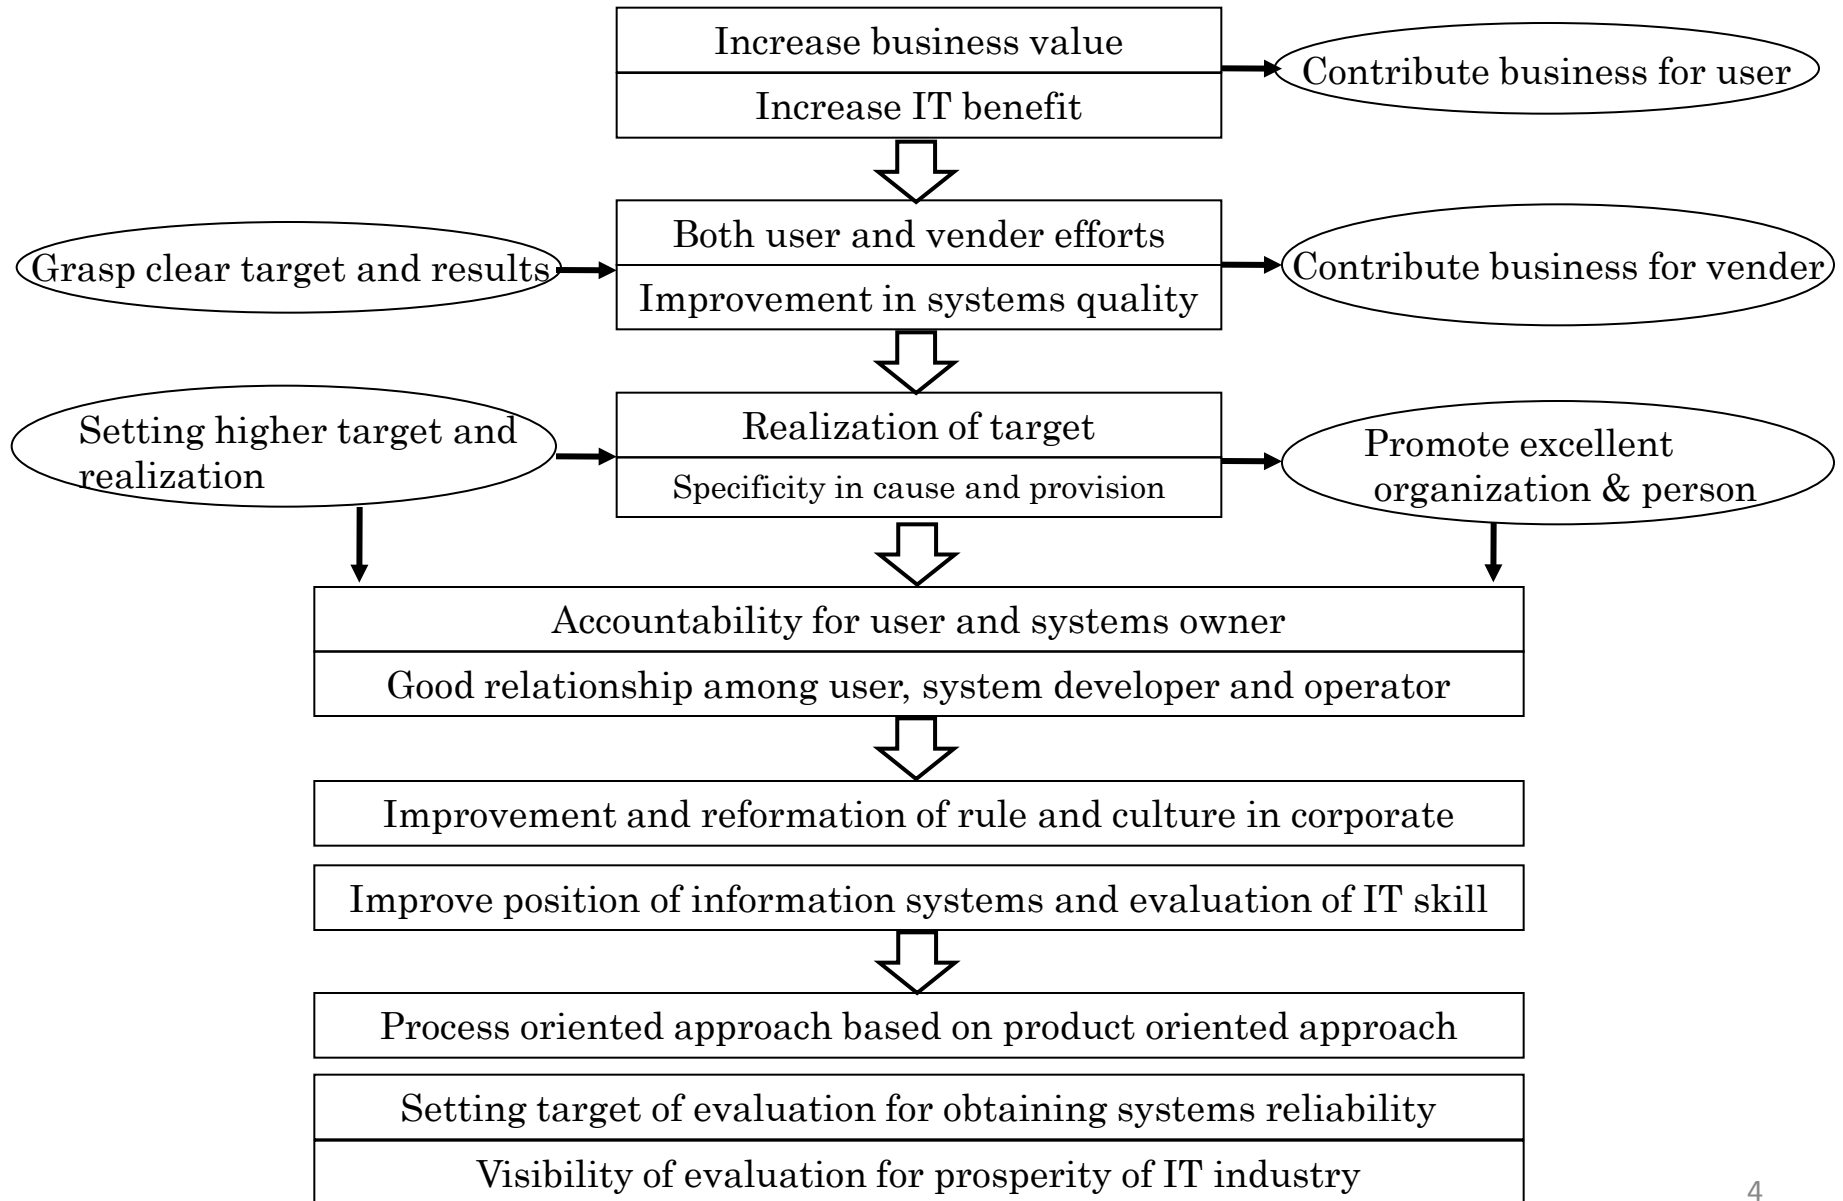 Increase business value
Increase IT benefit
Contribute business for user
Both user and vender efforts
Improvement in systems quality
Grasp clear target and results
Contribute business for vender
Setting higher target and
realization
Realization of target
Specificity in cause and provision
Promote excellent
organization & person
Accountability for user and systems owner
Good relationship among user, system developer and operator
Improvement and reformation of rule and culture in corporate
Improve position of information systems and evaluation of IT skill
Process oriented approach based on product oriented approach
Setting target of evaluation for obtaining systems reliability
Visibility of evaluation for prosperity of IT industry
4